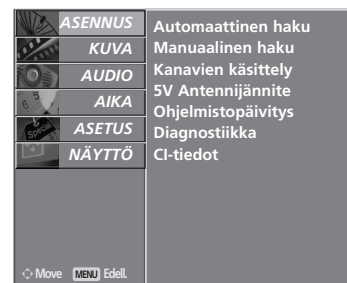 ASENNUS
KUVA
AUDIO
AIKA
ASETUS
NÄYTTÖ
Automaattinen haku
Manuaalinen haku
Kanavien käsittely
5V Antennijännite
Ohjelmistopäivitys
Diagnostiikka
CI-tiedot
Move MENU Edell.